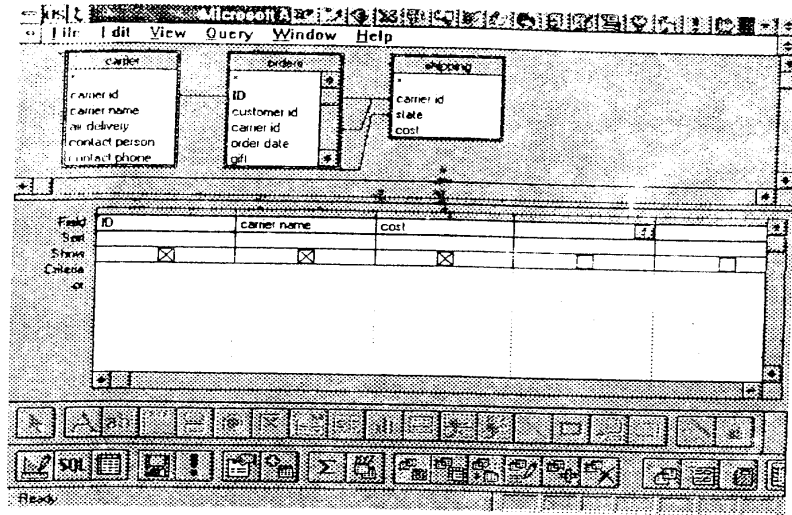 Microsoft A
File Edit View Query Window Help
carrier
*
carrier id
carrier name
air delivery
contact person
contact phone
orders
*
ID
customer id
carrier id
order date
gift
shipping
*
carrier id
state
cost
Field ID carrier name cost
Sort
Show
Criteria
or
SQL
Ready